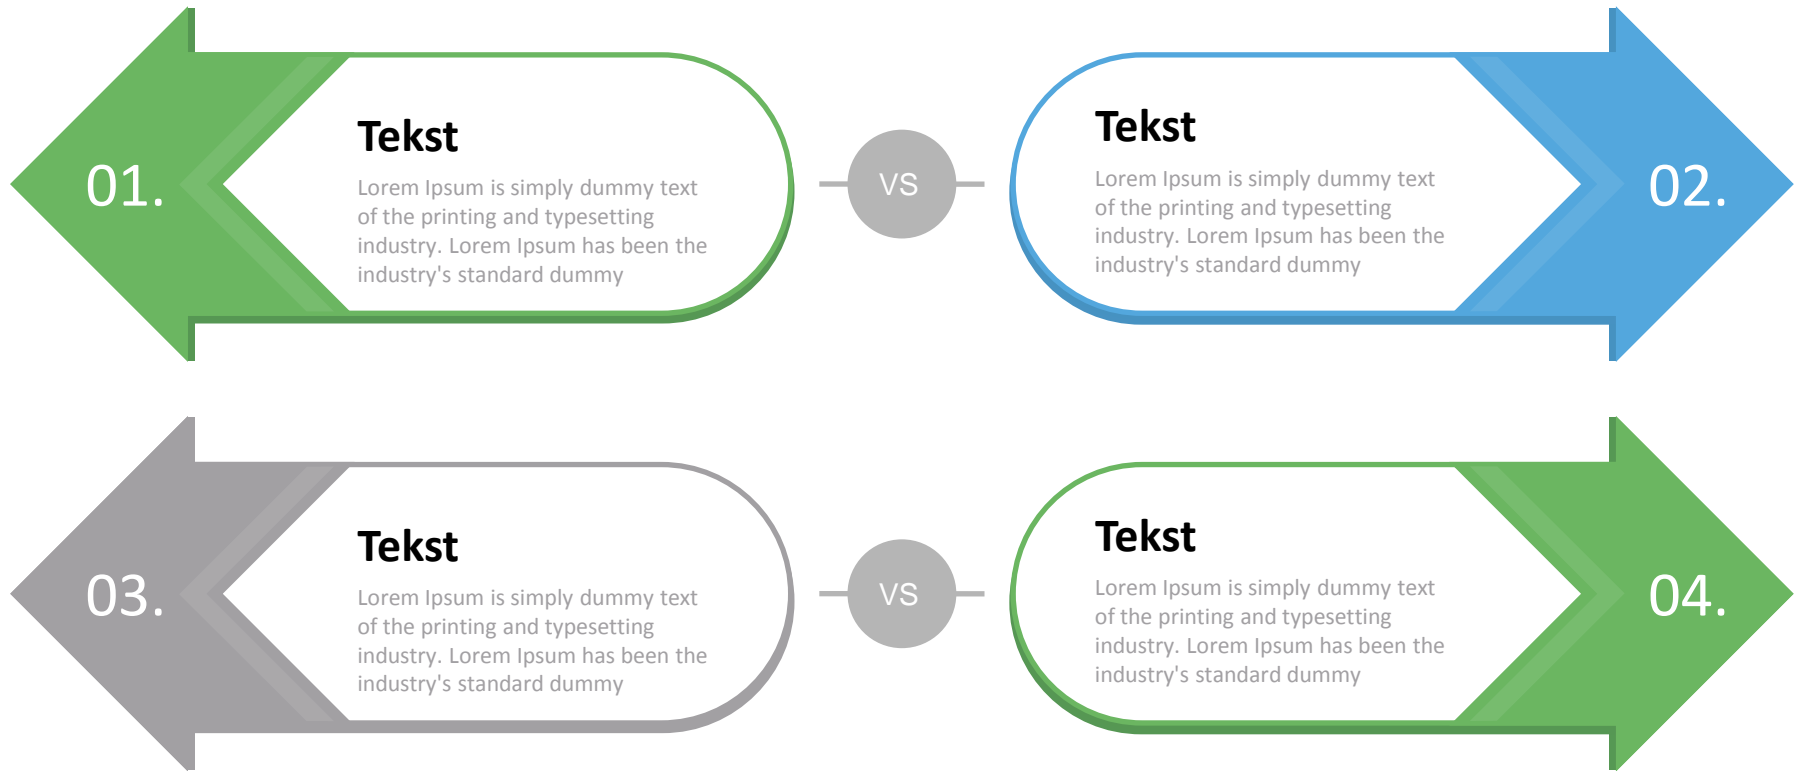 01.
Tekst
Lorem Ipsum is simply dummy text
of the printing and typesetting
industry. Lorem Ipsum has been the
industry's standard dummy
VS
Tekst
Lorem Ipsum is simply dummy text
of the printing and typesetting
industry. Lorem Ipsum has been the
industry's standard dummy
02.
03.
Tekst
Lorem Ipsum is simply dummy text
of the printing and typesetting
industry. Lorem Ipsum has been the
industry's standard dummy
VS
Tekst
Lorem Ipsum is simply dummy text
of the printing and typesetting
industry. Lorem Ipsum has been the
industry's standard dummy
04.